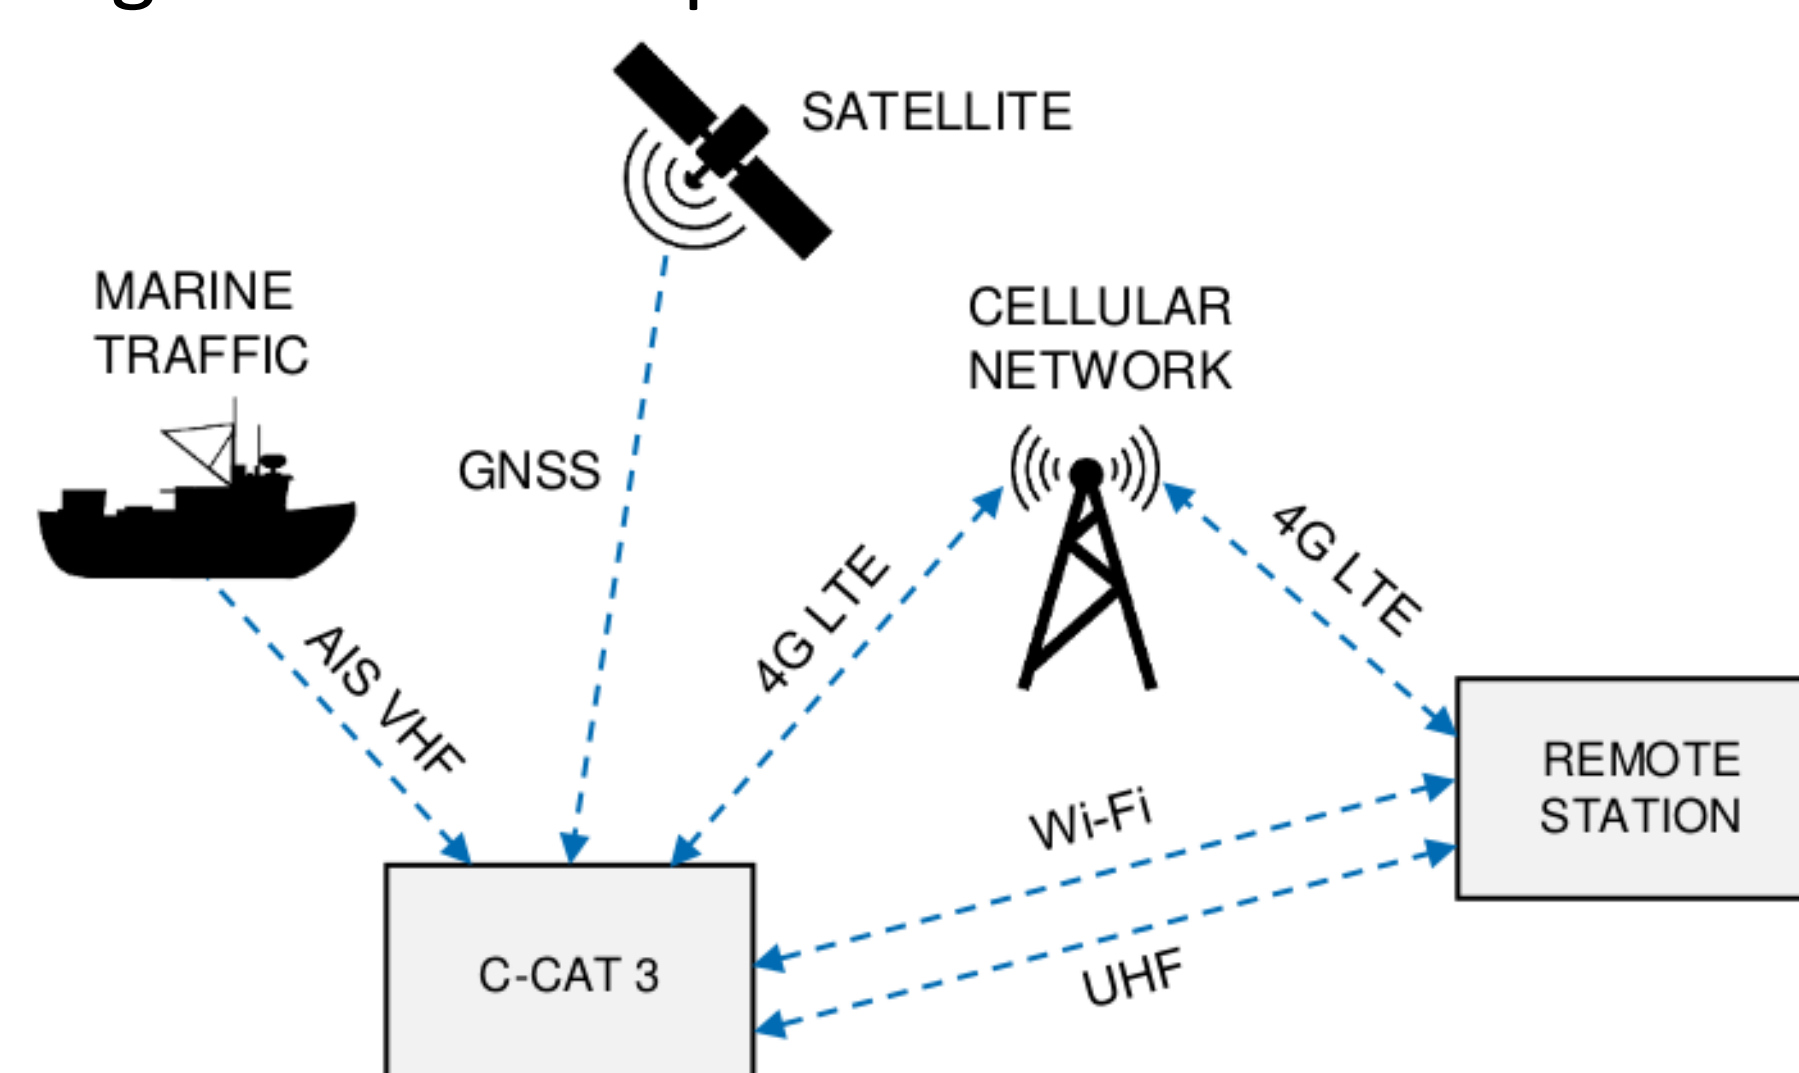 SATELLITE
MARINE
TRAFFIC
CELLULAR
NETWORK
GNSS
4G LTE
4G LTE
AIS VHF
REMOTE
STATION
Wi-Fi
C-CAT 3
UHF